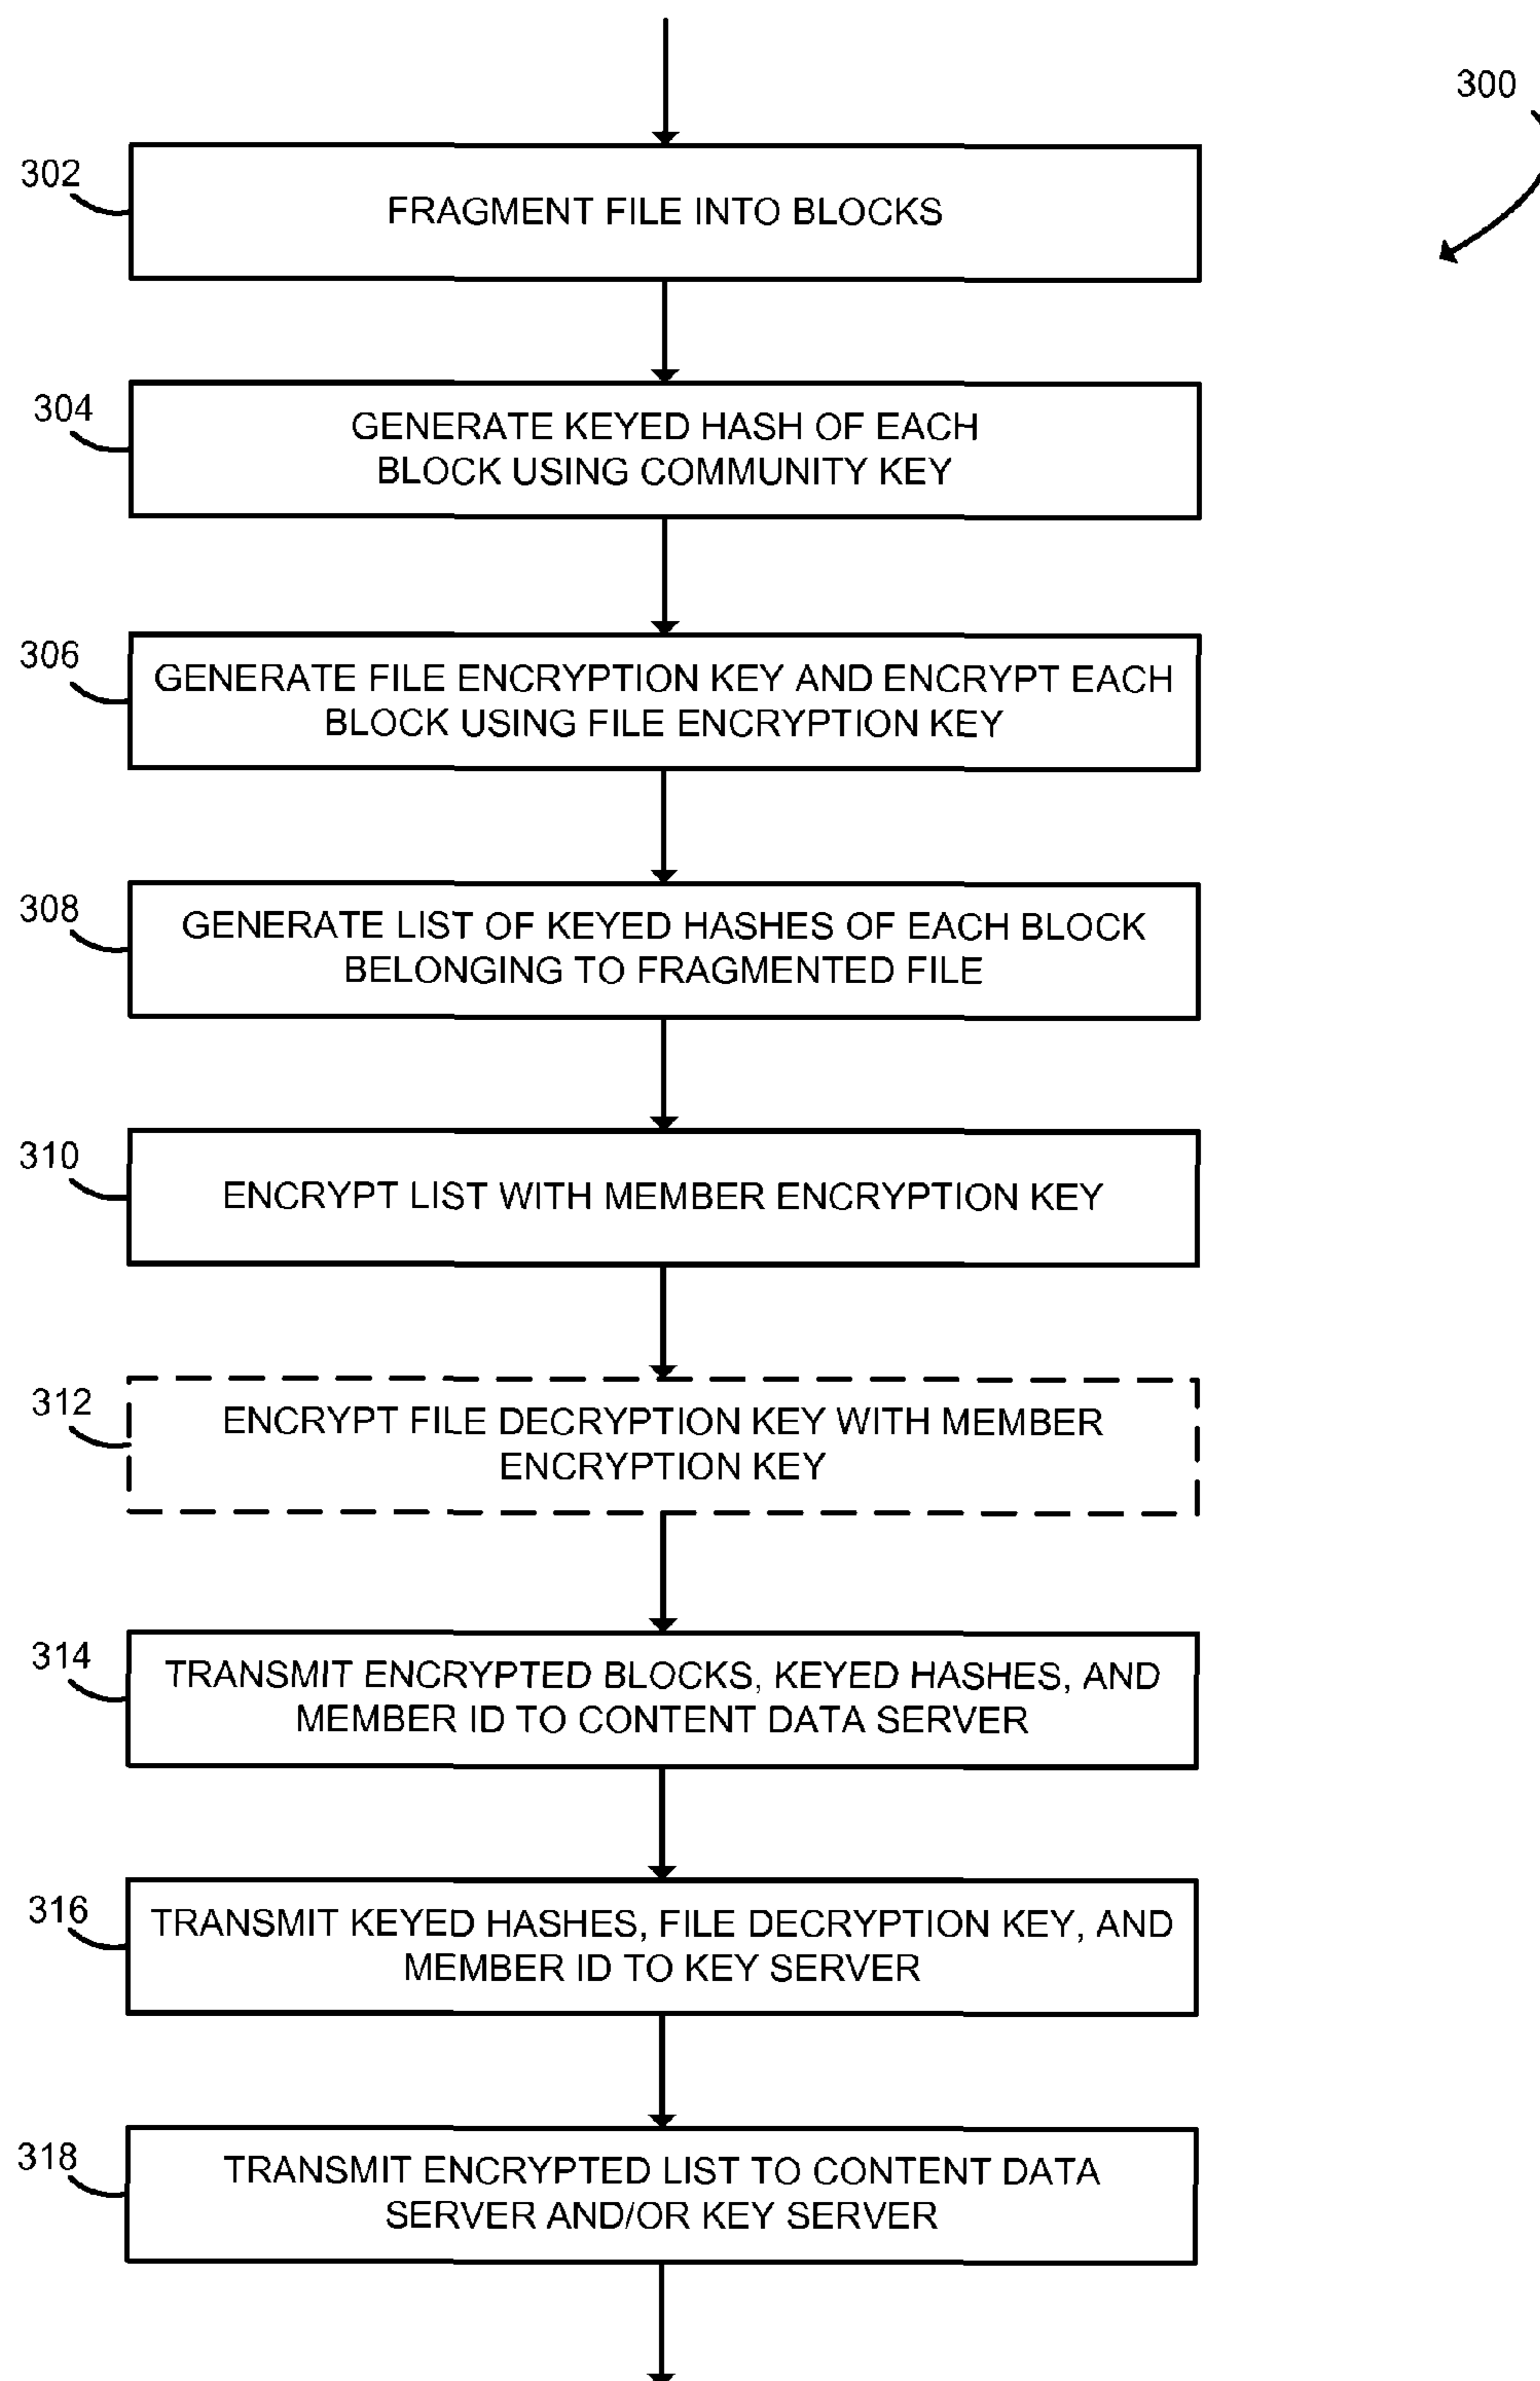 300
302
FRAGMENT FILE INTO BLOCKS
304
GENERATE KEYED HASH OF EACH
BLOCK USING COMMUNITY KEY
306
GENERATE FILE ENCRYPTION KEY AND ENCRYPT EACH
BLOCK USING FILE ENCRYPTION KEY
308
GENERATE LIST OF KEYED HASHES OF EACH BLOCK
BELONGING TO FRAGMENTED FILE
310
ENCRYPT LIST WITH MEMBER ENCRYPTION KEY
312
ENCRYPT FILE DECRYPTION KEY WITH MEMBER
ENCRYPTION KEY
314
TRANSMIT ENCRYPTED BLOCKS, KEYED HASHES, AND
MEMBER ID TO CONTENT DATA SERVER
316
TRANSMIT KEYED HASHES, FILE DECRYPTION KEY, AND
MEMBER ID TO KEY SERVER
318
TRANSMIT ENCRYPTED LIST TO CONTENT DATA
SERVER AND/OR KEY SERVER